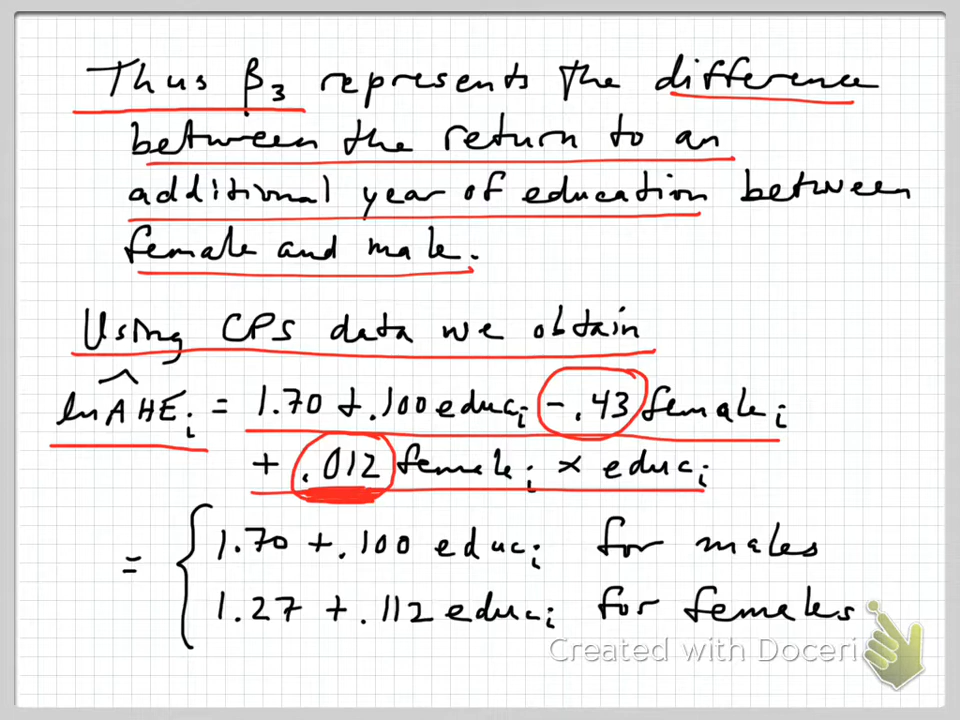 Thus β₃ represents the difference
between the return to an
additional year of education between
female and male.
Using CPS data we obtain
ln AHE^ᵢ = 1.70 + .100 educᵢ - .43 femaleᵢ
+ .012 femaleᵢ × educᵢ
= { 1.70 + .100 educᵢ for males
1.27 + .112 educᵢ for females
Created with Doceri